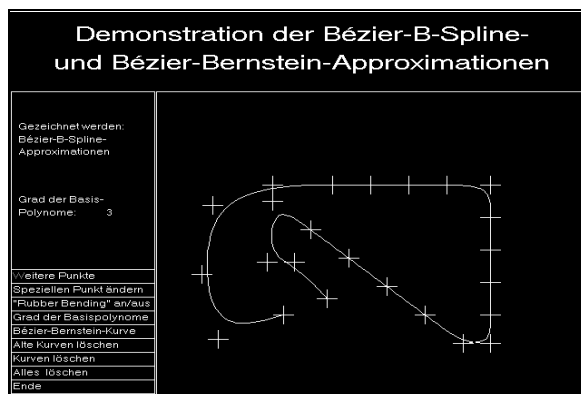 Demonstration der Bézier-B-Spline-
und Bézier-Bernstein-Approximationen
Gezeichnet werden:
Bézier-B-Spline-
Approximationen
Grad der Basis-
Polynome: 3
Weitere Punkte
Speziellen Punkt ändern
"Rubber Bending" an/aus
Grad der Basispolynome
Bézier-Bernstein-Kurve
Alte Kurven löschen
Kurven löschen
Alles löschen
Ende